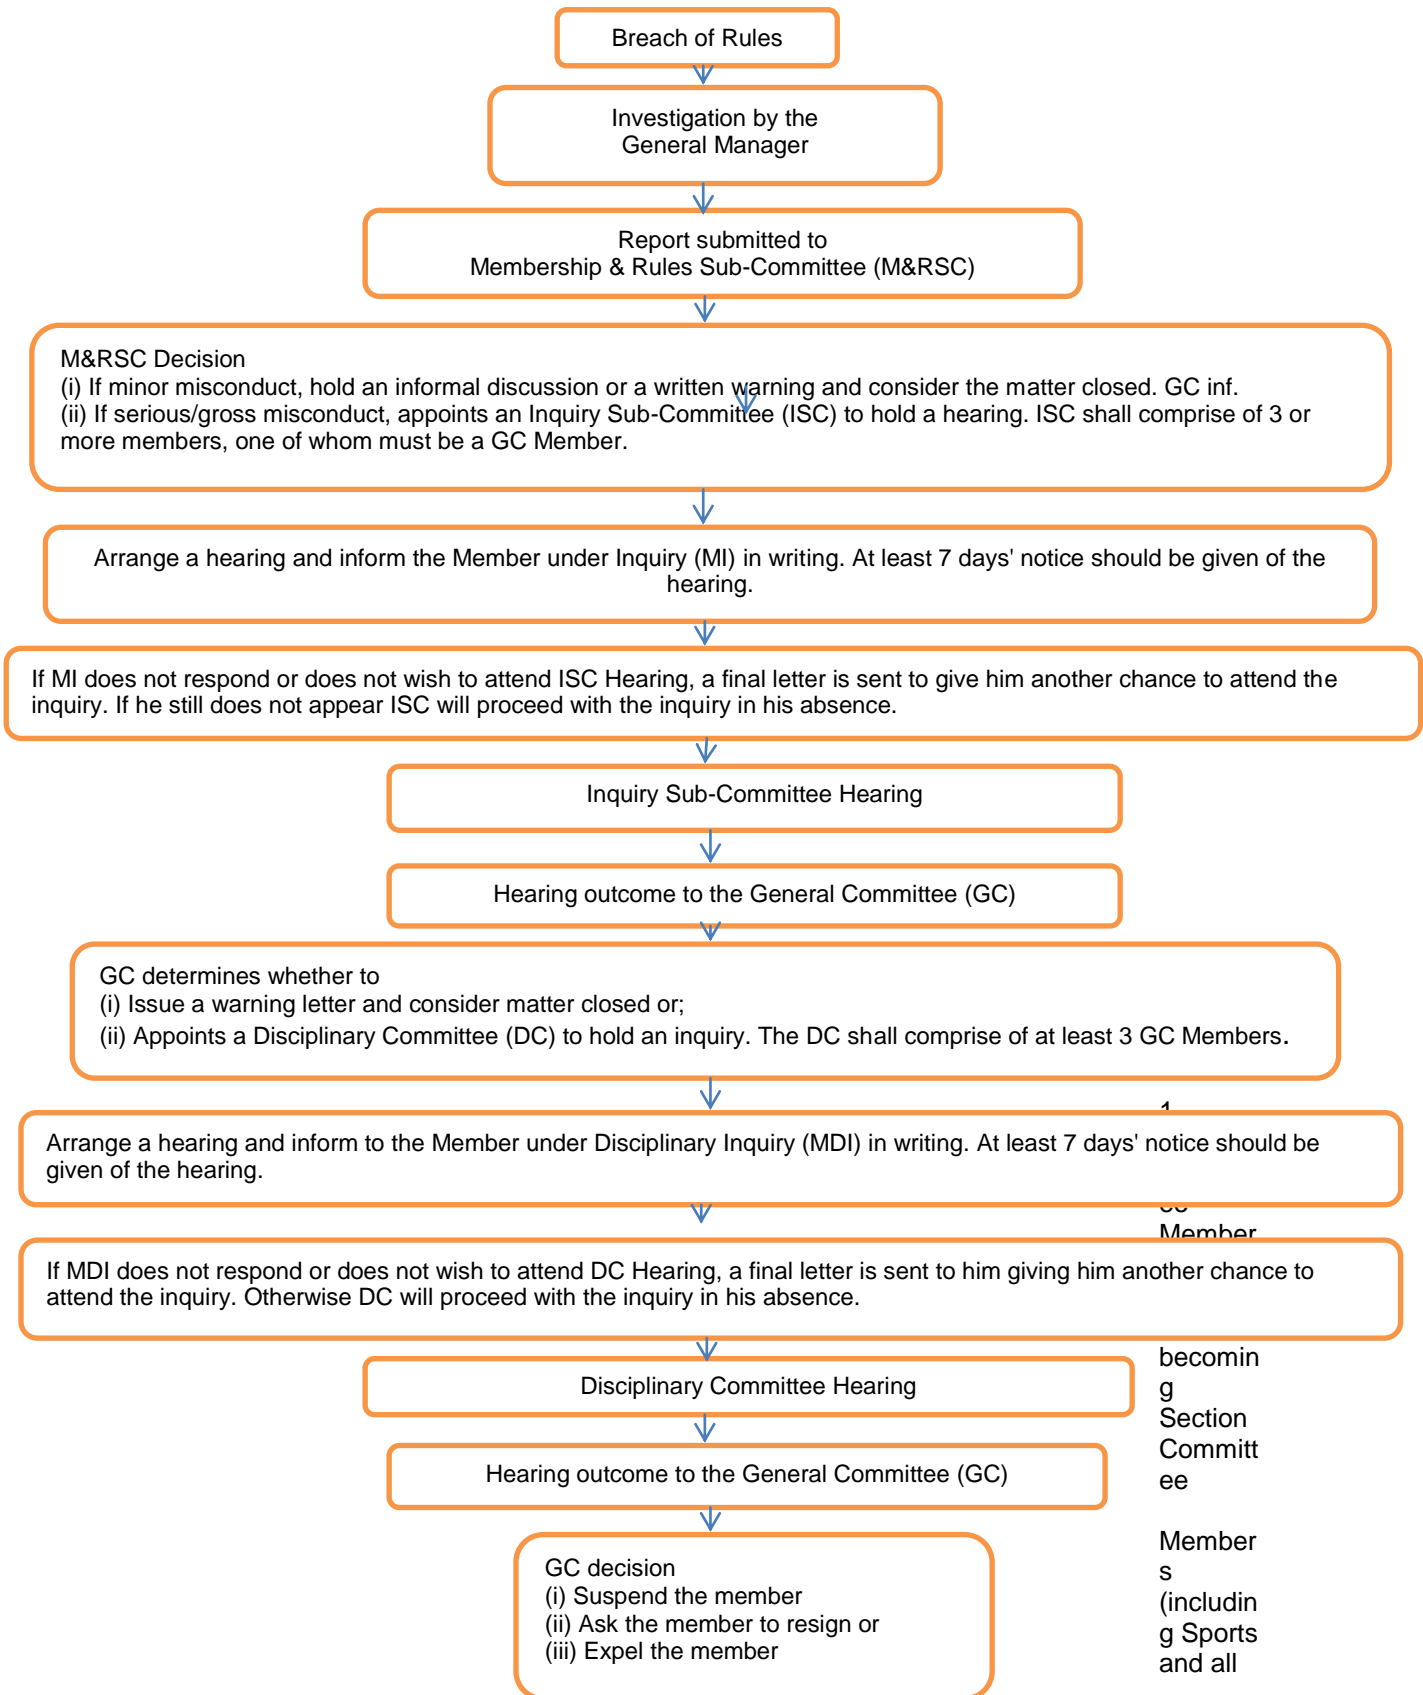 Breach of Rules
Investigation by the
General Manager
Report submitted to
Membership & Rules Sub-Committee (M&RSC)
M&RSC Decision
(i) If minor misconduct, hold an informal discussion or a written warning and consider the matter closed. GC inf.
(ii) If serious/gross misconduct, appoints an Inquiry Sub-Committee (ISC) to hold a hearing. ISC shall comprise of 3 or
more members, one of whom must be a GC Member.
Arrange a hearing and inform the Member under Inquiry (MI) in writing. At least 7 days' notice should be given of the
hearing.
If MI does not respond or does not wish to attend ISC Hearing, a final letter is sent to give him another chance to attend the
inquiry. If he still does not appear ISC will proceed with the inquiry in his absence.
Inquiry Sub-Committee Hearing
Hearing outcome to the General Committee (GC)
GC determines whether to
(i) Issue a warning letter and consider matter closed or;
(ii) Appoints a Disciplinary Committee (DC) to hold an inquiry. The DC shall comprise of at least 3 GC Members.
Arrange a hearing and inform to the Member under Disciplinary Inquiry (MDI) in writing. At least 7 days' notice should be
given of the hearing.
Member
If MDI does not respond or does not wish to attend DC Hearing, a final letter is sent to him giving him another chance to
attend the inquiry. Otherwise DC will proceed with the inquiry in his absence.
Disciplinary Committee Hearing
Hearing outcome to the General Committee (GC)
GC decision
(i) Suspend the member
(ii) Ask the member to resign or
(iii) Expel the member
becomin
g
Section
Committ
ee
Member
s
(includin
g Sports
and all